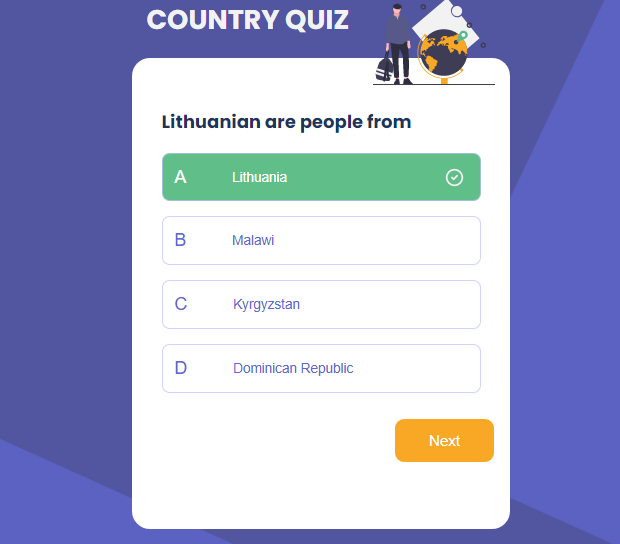 COUNTRY QUIZ
Lithuanian are people from
A Lithuania
B Malawi
C Kyrgyzstan
D Dominican Republic
Next